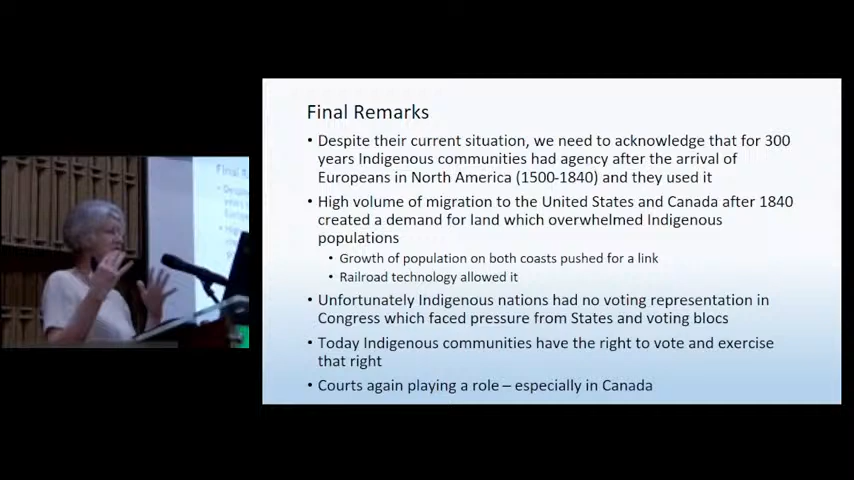 Final Remarks
• Despite their current situation, we need to acknowledge that for 300
years Indigenous communities had agency after the arrival of
Europeans in North America (1500-1840) and they used it
• High volume of migration to the United States and Canada after 1840
created a demand for land which overwhelmed Indigenous
populations
• Growth of population on both coasts pushed for a link
• Railroad technology allowed it
• Unfortunately Indigenous nations had no voting representation in
Congress which faced pressure from States and voting blocs
• Today Indigenous communities have the right to vote and exercise
that right
• Courts again playing a role – especially in Canada